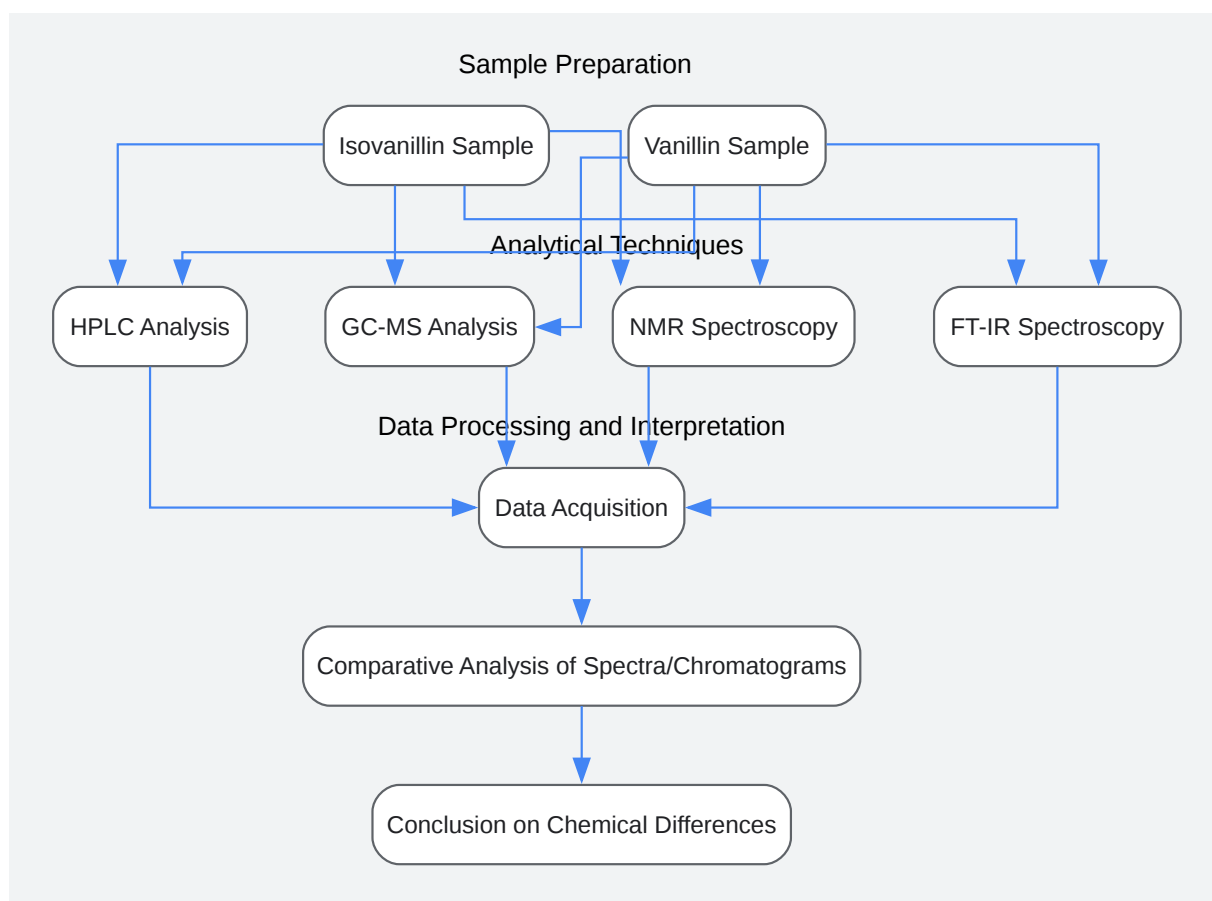 Sample Preparation
Isovanillin Sample
Vanillin Sample
Analytical Techniques
HPLC Analysis
GC-MS Analysis
NMR Spectroscopy
FT-IR Spectroscopy
Data Processing and Interpretation
Data Acquisition
Comparative Analysis of Spectra/Chromatograms
Conclusion on Chemical Differences